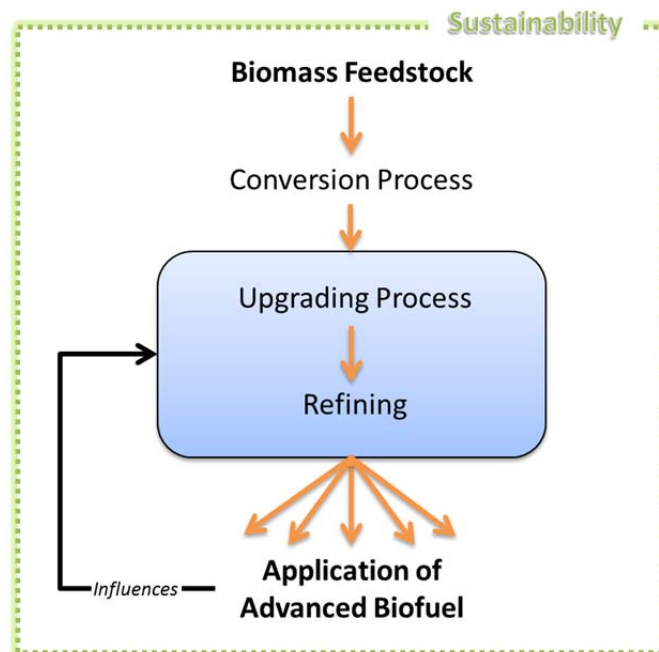 Sustainability
Biomass Feedstock
Conversion Process
Upgrading Process
Refining
Application of
Advanced Biofuel
Influences